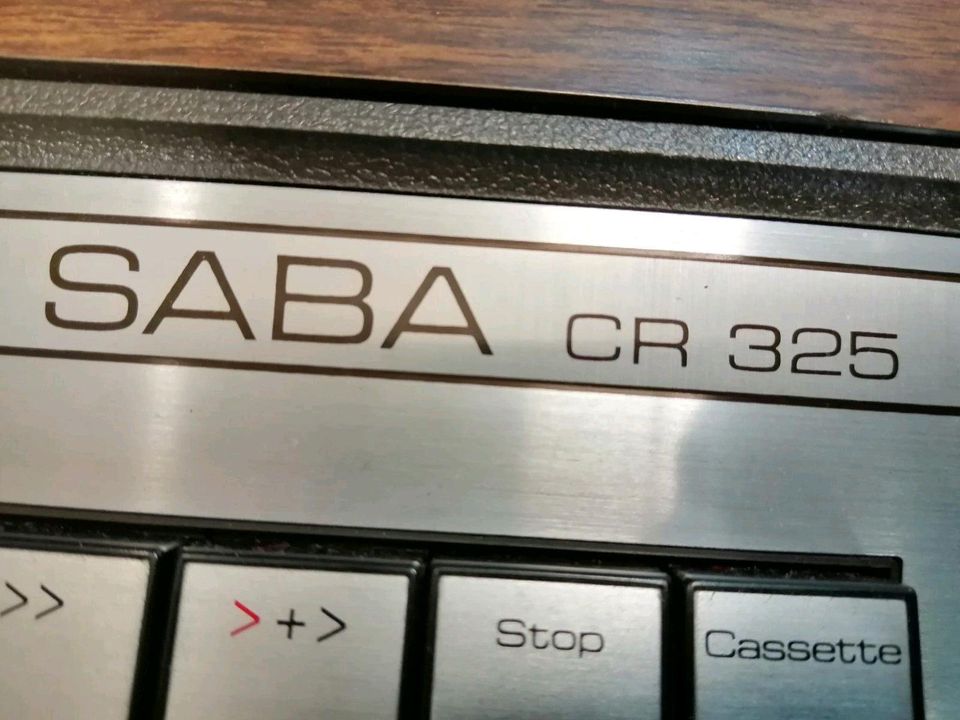 SABA CR 325
>> >+> Stop Cassette